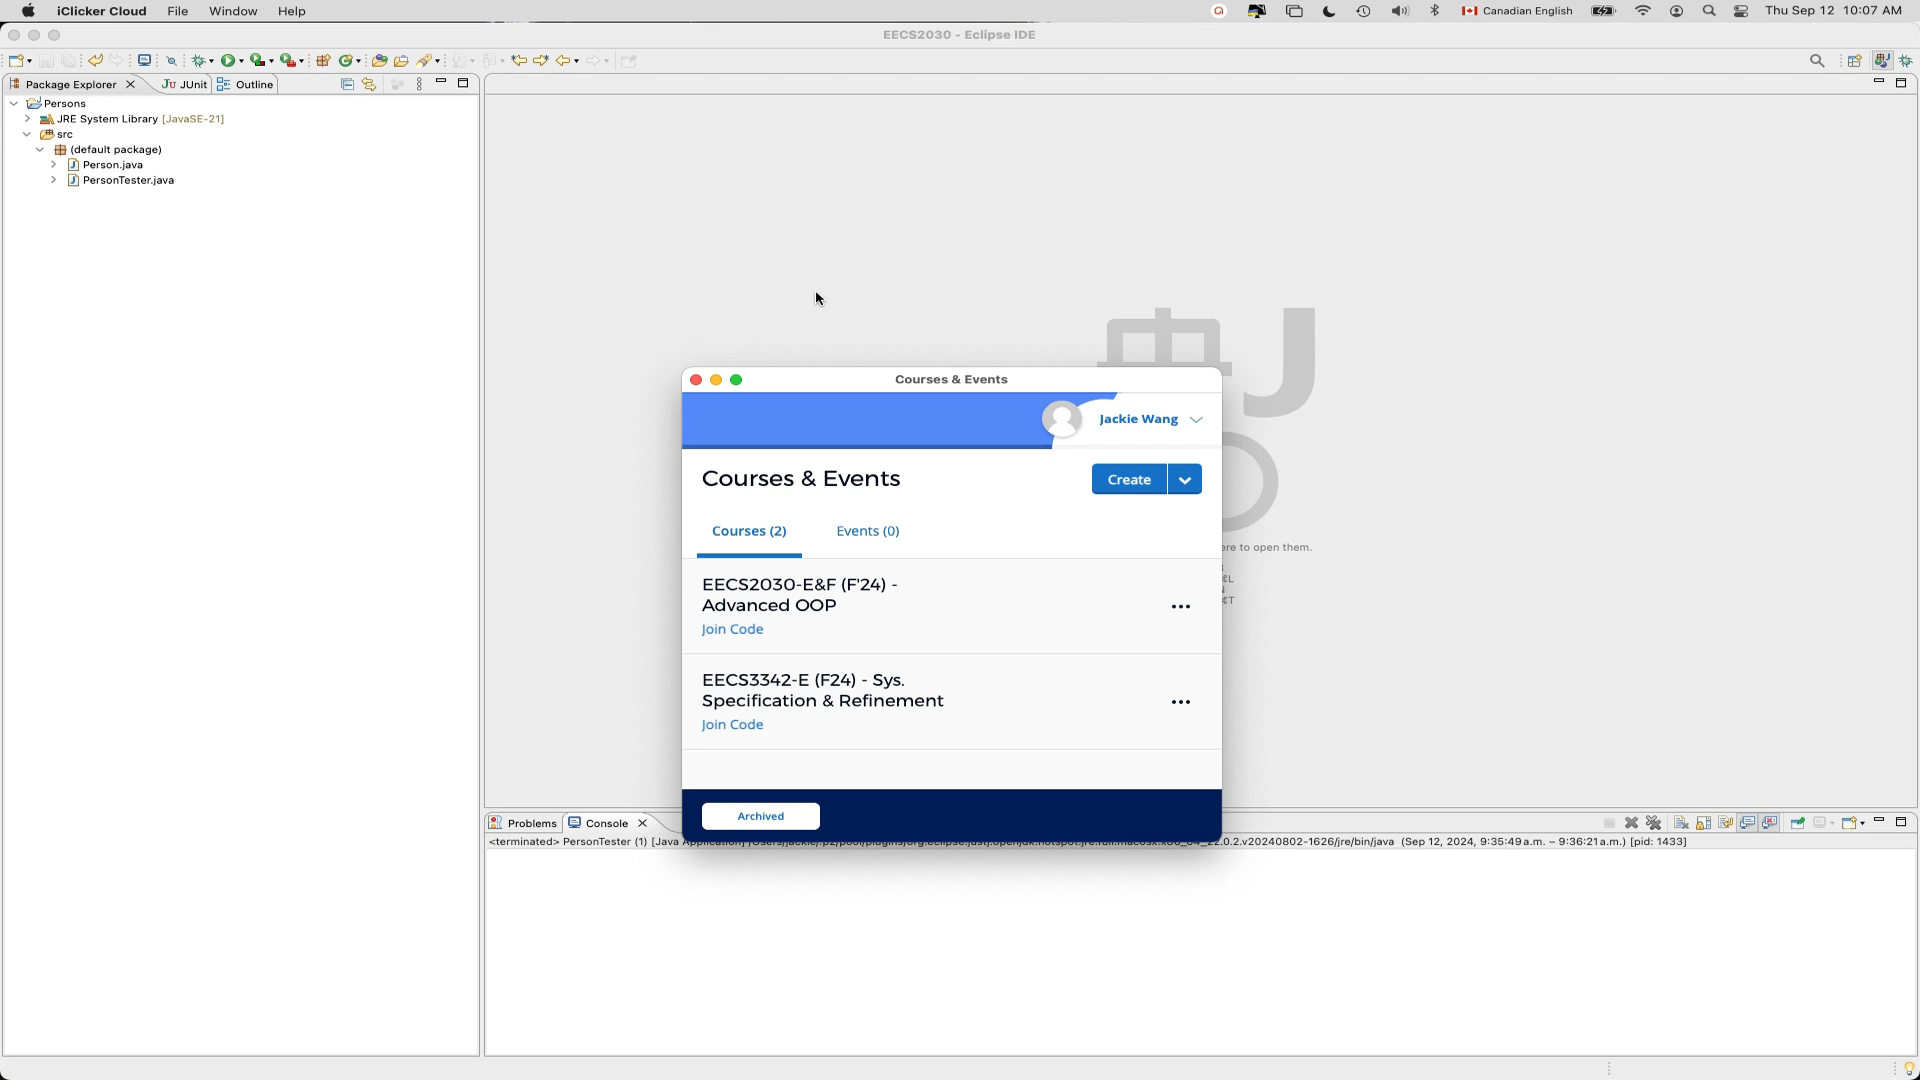 iClicker Cloud File Window Help
Canadian English Thu Sep 12 10:07 AM
EECS2030 - Eclipse IDE
Package Explorer JUnit Outline
Persons
JRE System Library [JavaSE-21]
src
(default package)
Person.java
PersonTester.java
Courses & Events
Jackie Wang
Courses & Events
Create
Courses (2) Events (0)
ere to open them.
EECS2030-E&F (F'24) -
Advanced OOP
Join Code
EECS3342-E (F24) - Sys.
Specification & Refinement
Join Code
Archived
Problems Console
<terminated> PersonTester (1) [Java Application] (Sep 12, 2024, 9:35:49 a.m. – 9:36:21 a.m.) [pid: 1433]